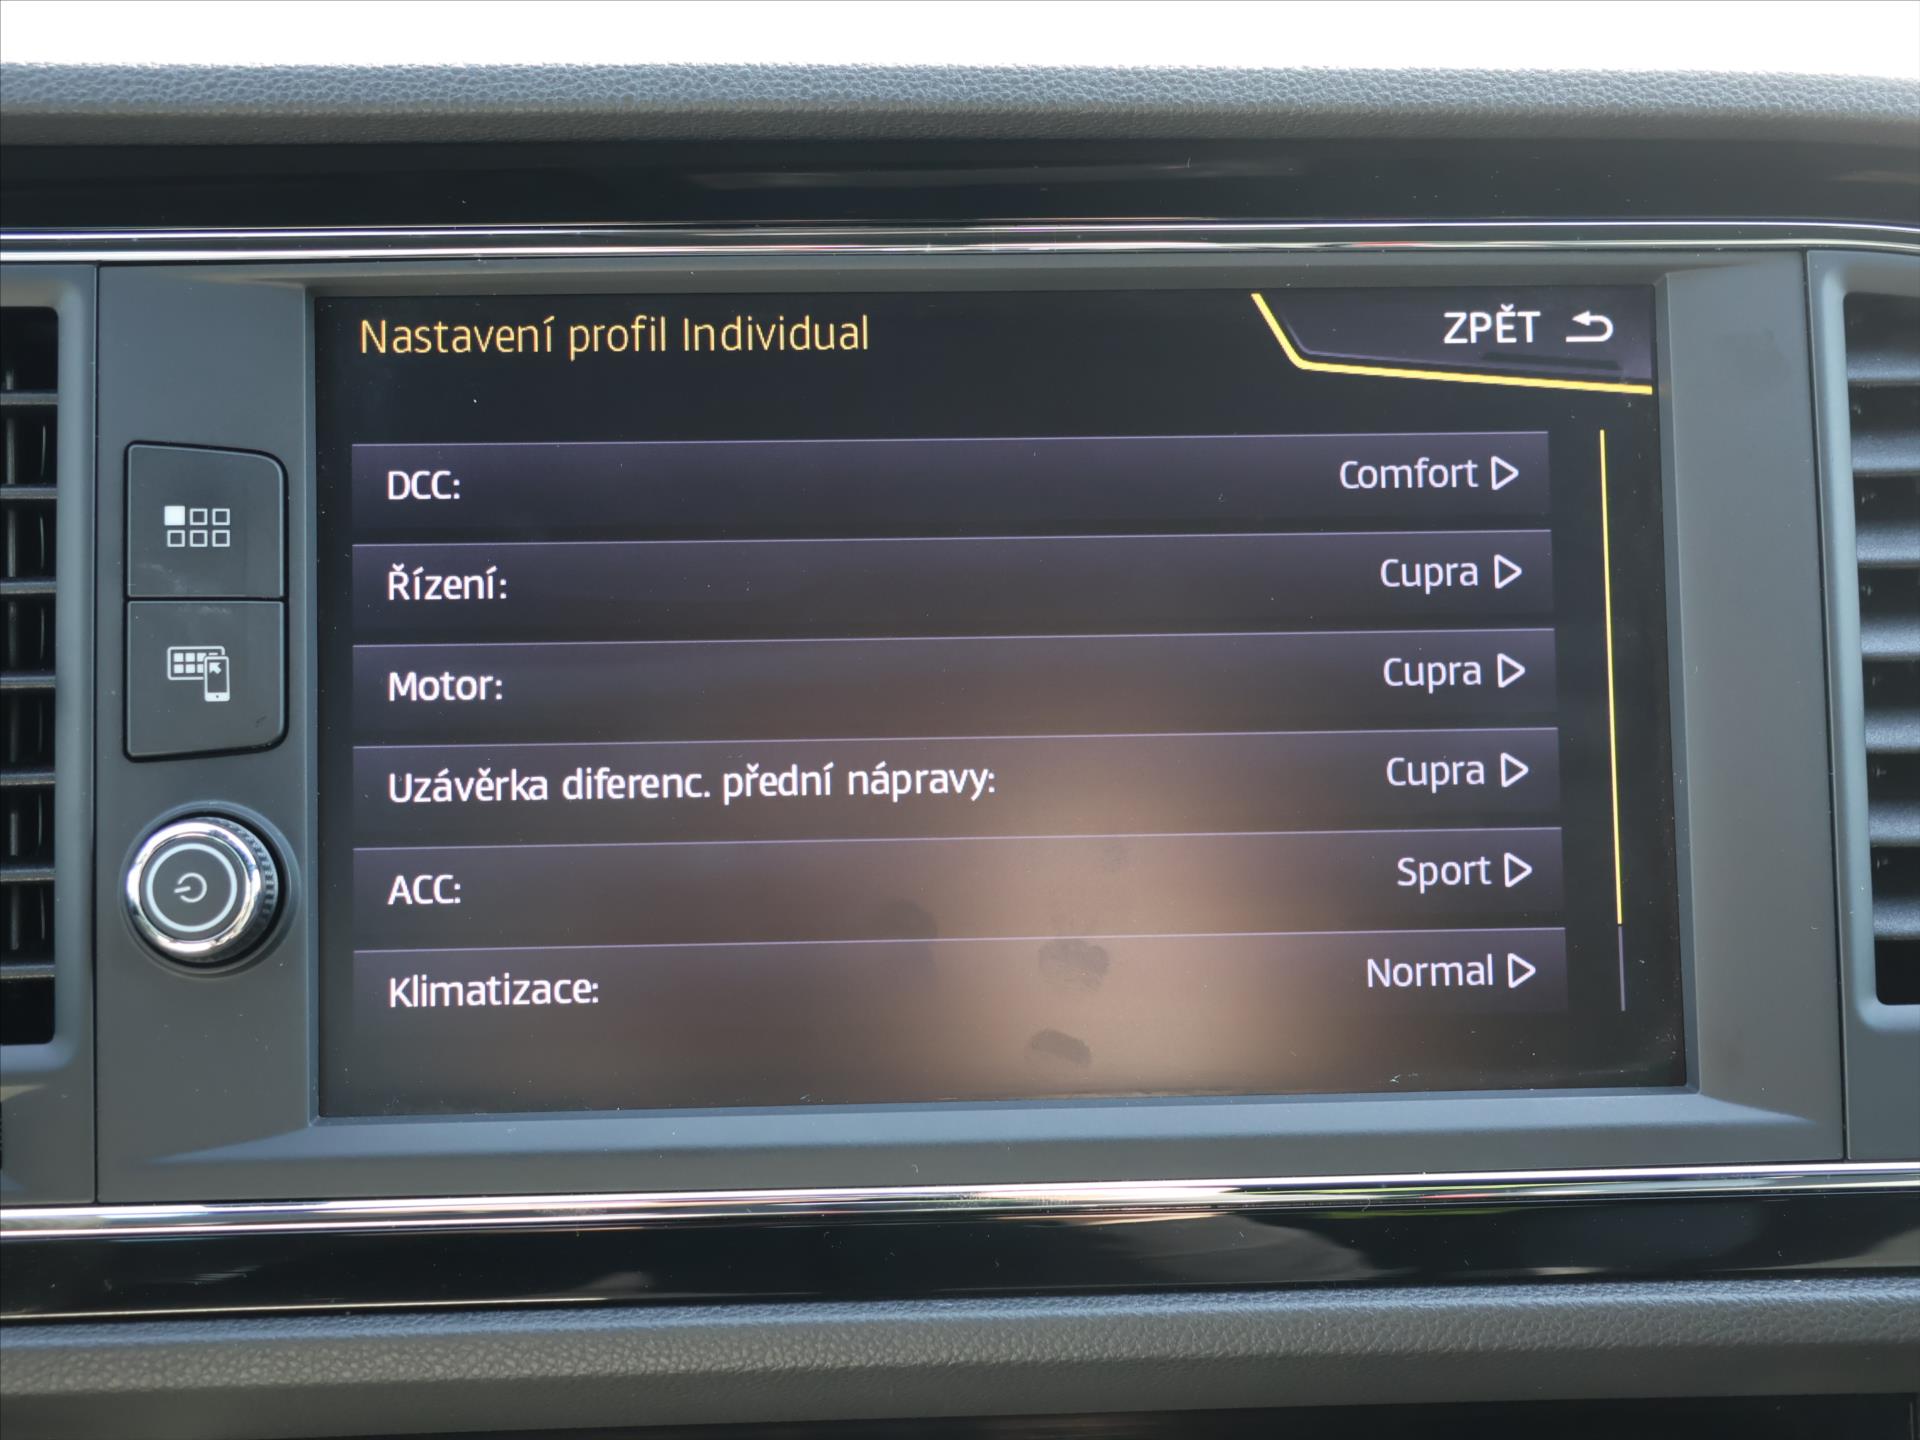 Nastavení profil Individual
ZPĚT
DCC: Comfort
Řízení: Cupra
Motor: Cupra
Uzávěrka diferenc. přední nápravy: Cupra
ACC: Sport
Klimatizace: Normal